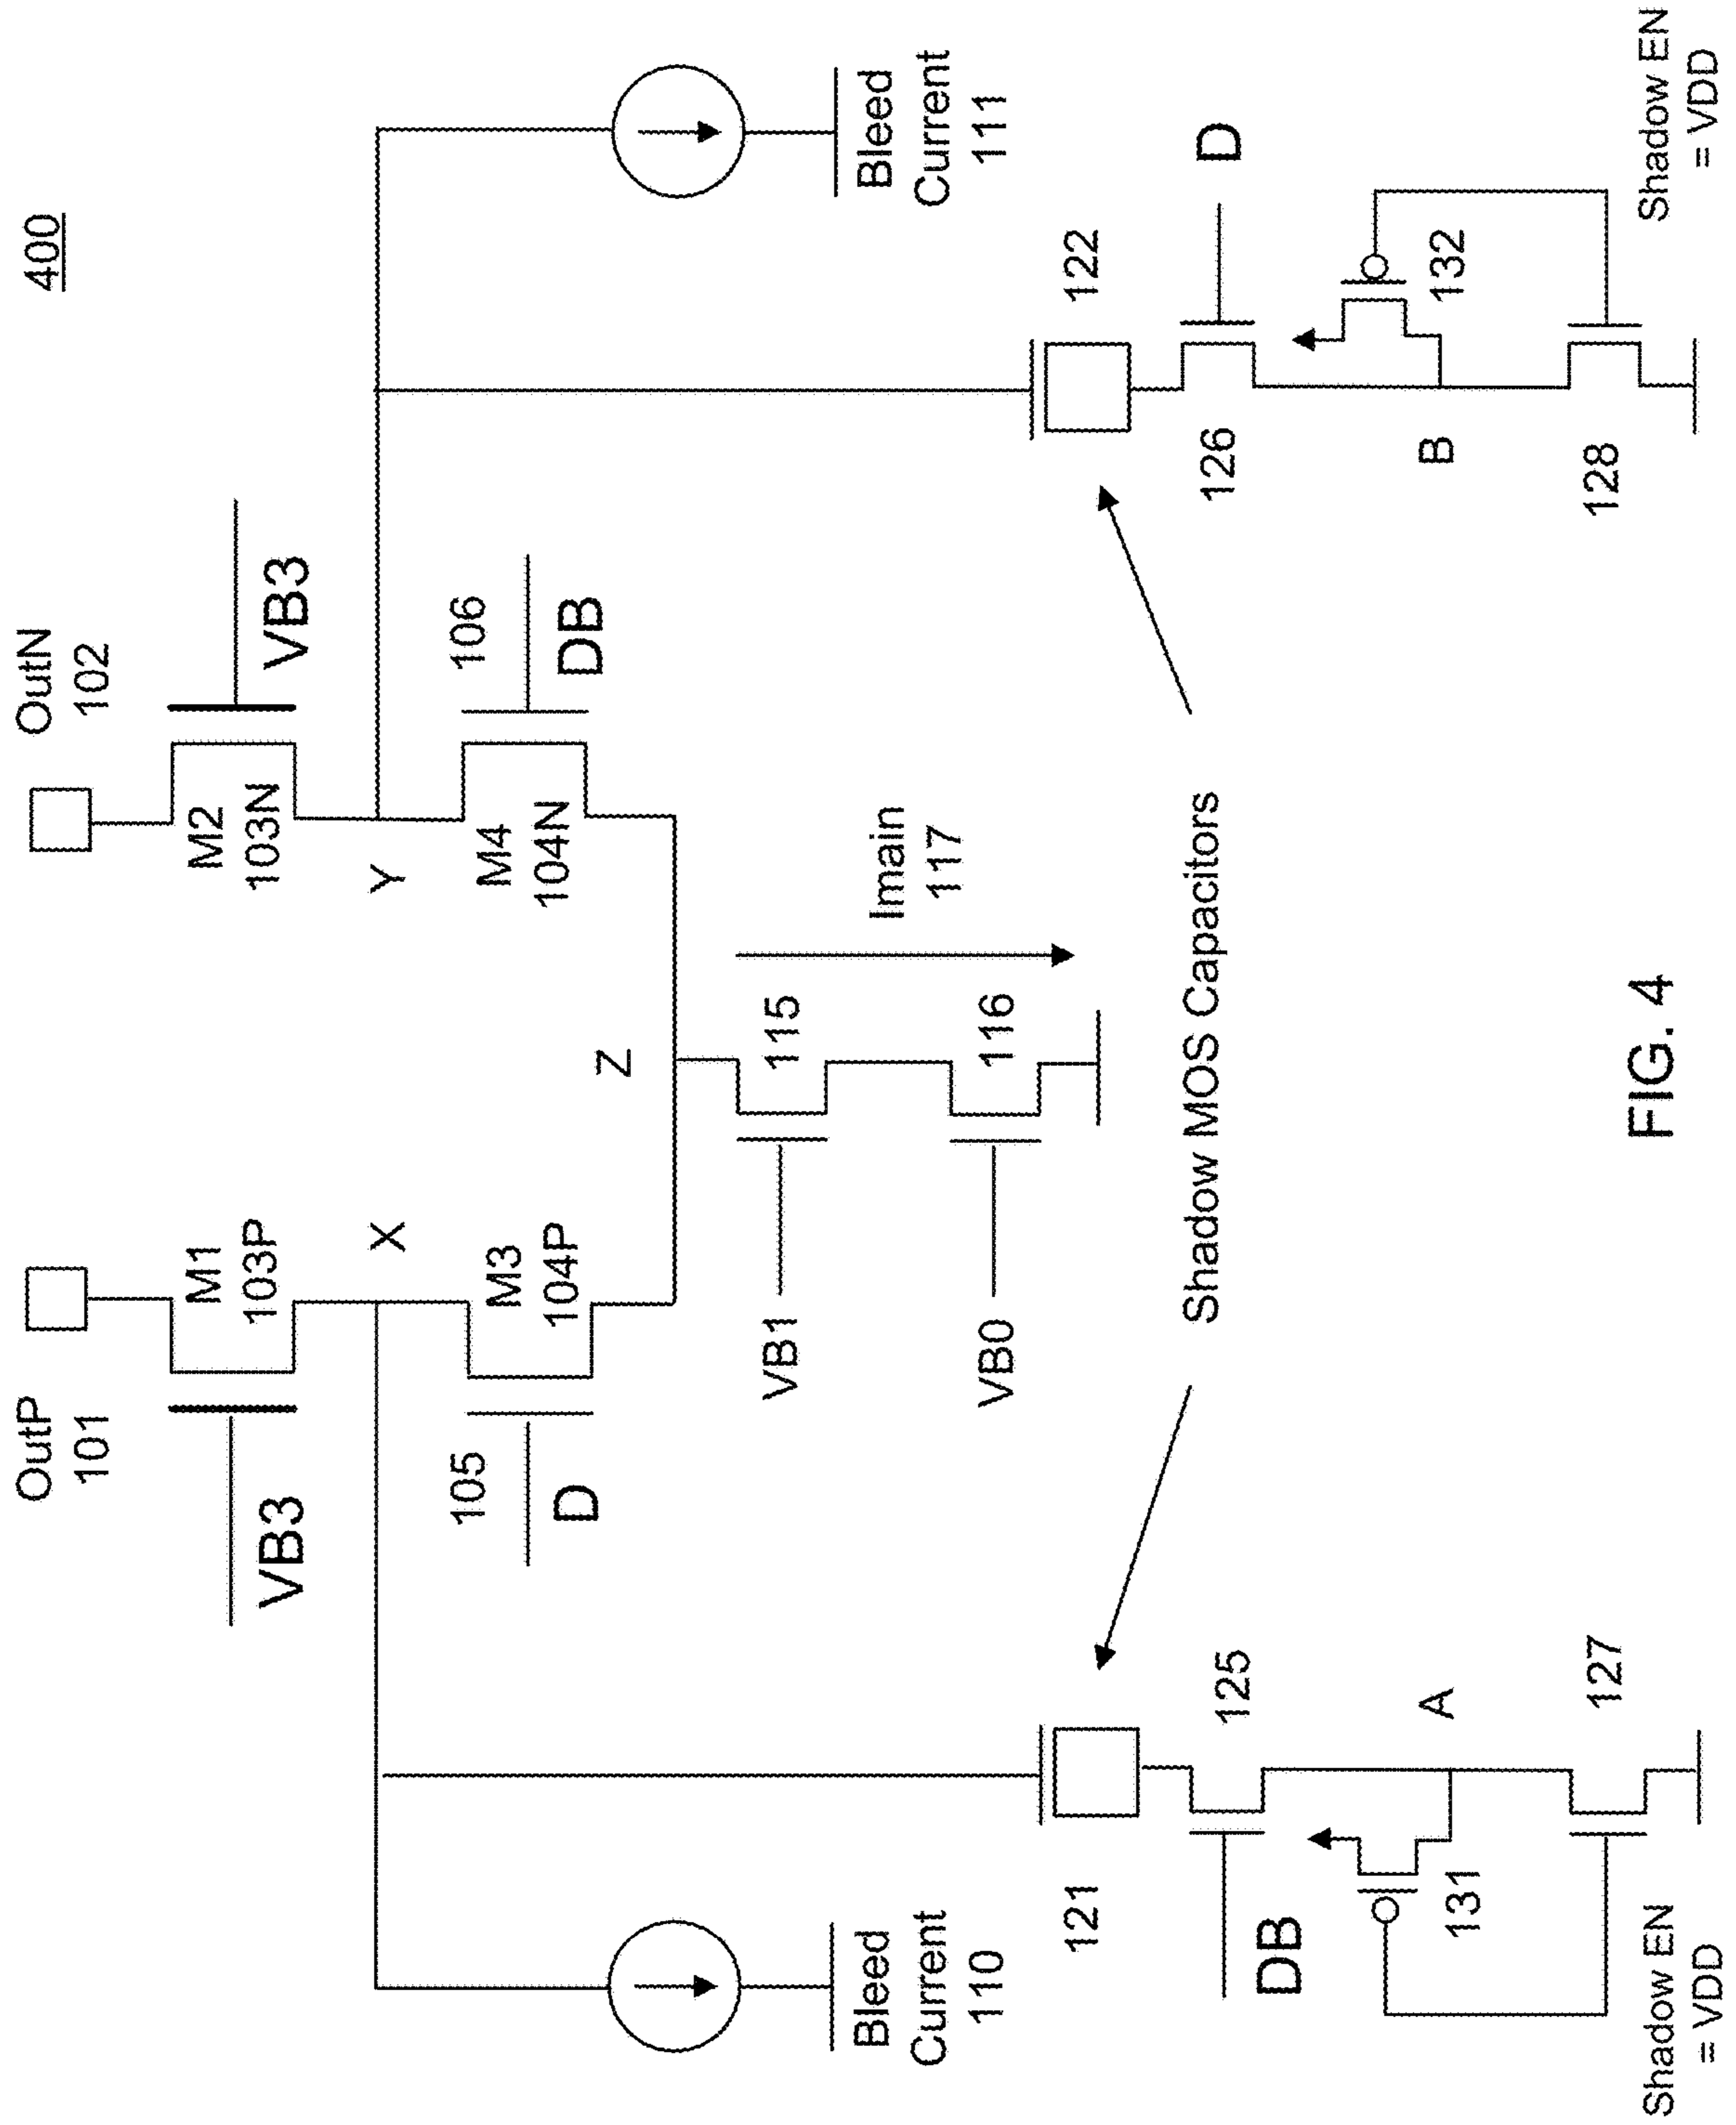 400
OutP
101
OutN
102
VB3
M1
103P
M2
103N
VB3
X
Y
105
D
M3
104P
M4
104N
106
DB
Z
Bleed
Current
110
VB1
115
Imain
117
Bleed
Current
111
VB0
116
121
122
Shadow MOS Capacitors
DB
125
126
D
131
A
B
132
127
128
Shadow EN
= VDD
Shadow EN
= VDD
FIG. 4